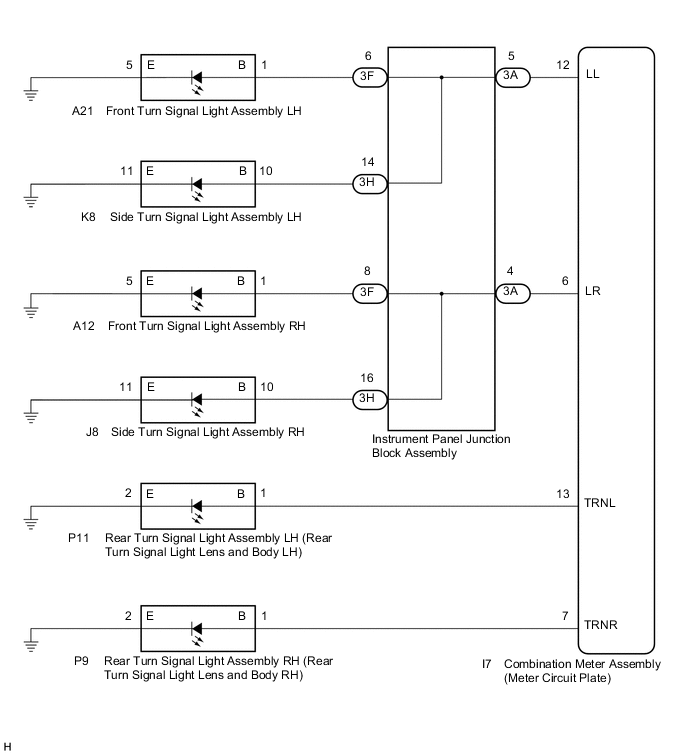 6
5
5 E B 1 3F 3A 12 LL
A21 Front Turn Signal Light Assembly LH
14
11 E B 10 3H
K8 Side Turn Signal Light Assembly LH
8
4
5 E B 1 3F 3A 6 LR
A12 Front Turn Signal Light Assembly RH
16
11 E B 10 3H
J8 Side Turn Signal Light Assembly RH
Instrument Panel Junction
Block Assembly
2 E B 1 13 TRNL
P11 Rear Turn Signal Light Assembly LH (Rear
Turn Signal Light Lens and Body LH)
2 E B 1 7 TRNR
P9 Rear Turn Signal Light Assembly RH (Rear
Turn Signal Light Lens and Body RH)
I7 Combination Meter Assembly
(Meter Circuit Plate)
H